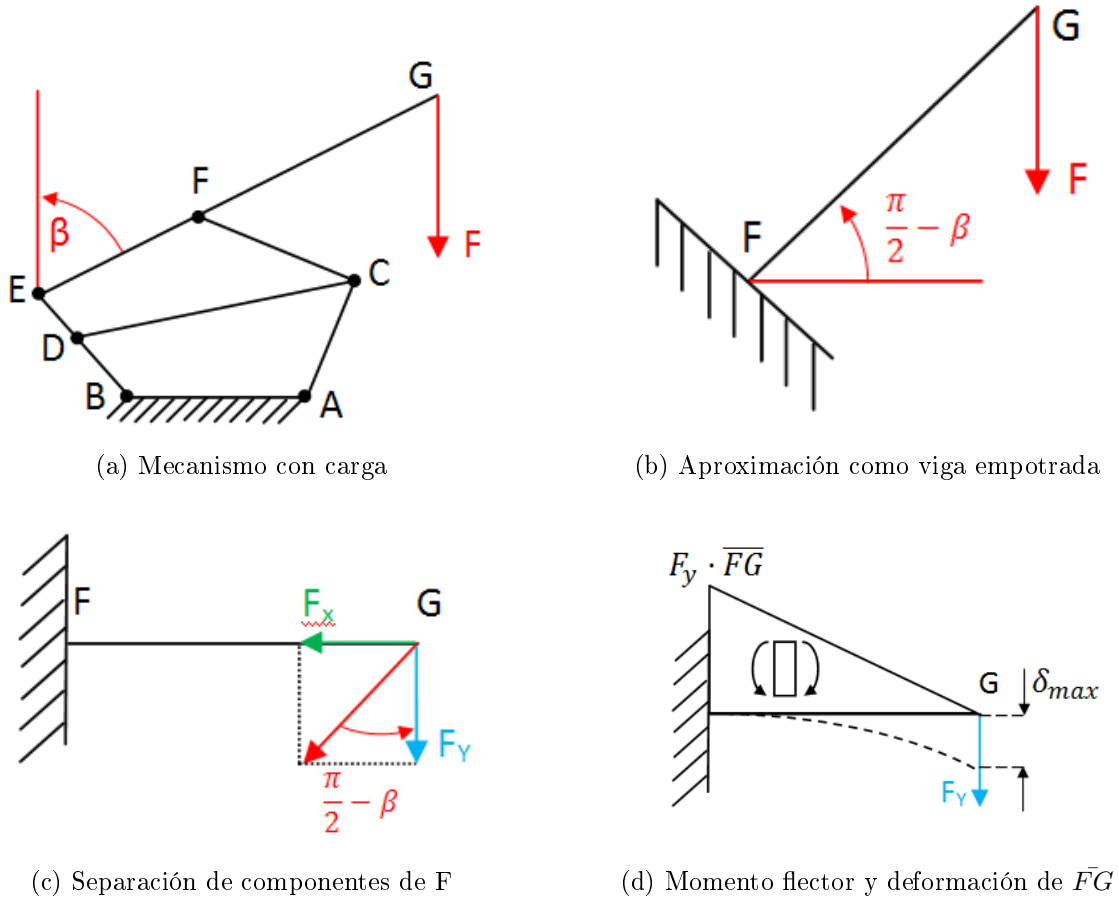 G
F
F
β
E
C
D
B
A
(a) Mecanismo con carga
G
F
F
π/2 − β
(b) Aproximación como viga empotrada
F
Fx
G
FY
π/2 − β
(c) Separación de componentes de F
Fy · FG
G
δmax
FY
(d) Momento flector y deformación de FG